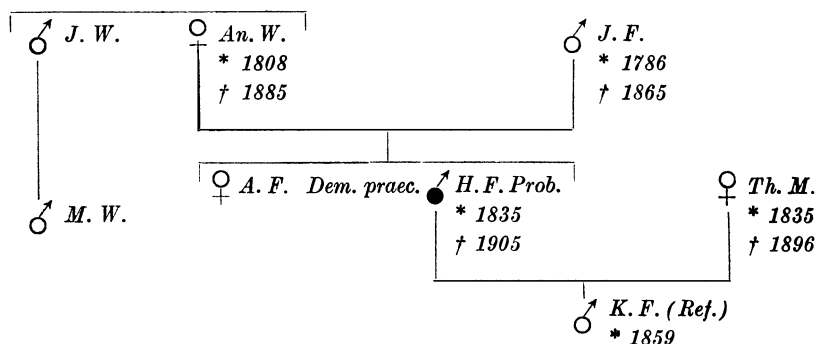 J. W.
An. W.
* 1808
† 1885
J. F.
* 1786
† 1865
A. F. Dem. praec.
H. F. Prob.
* 1835
† 1905
Th. M.
* 1835
† 1896
M. W.
K. F. (Ref.)
* 1859